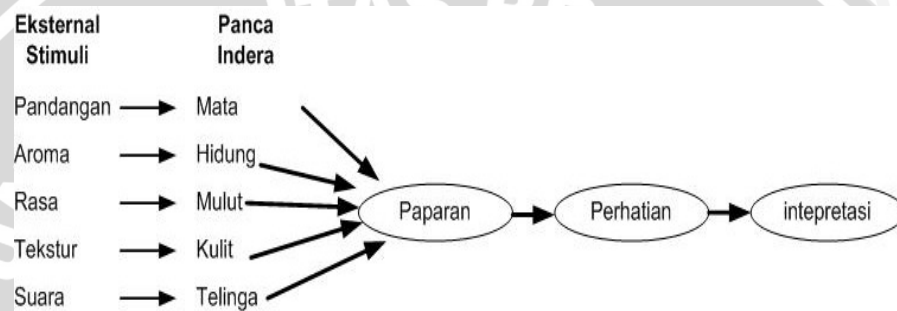 Eksternal Panca
Stimuli Indera
Pandangan Mata
Aroma Hidung
Rasa Mulut Paparan Perhatian intepretasi
Tekstur Kulit
Suara Telinga